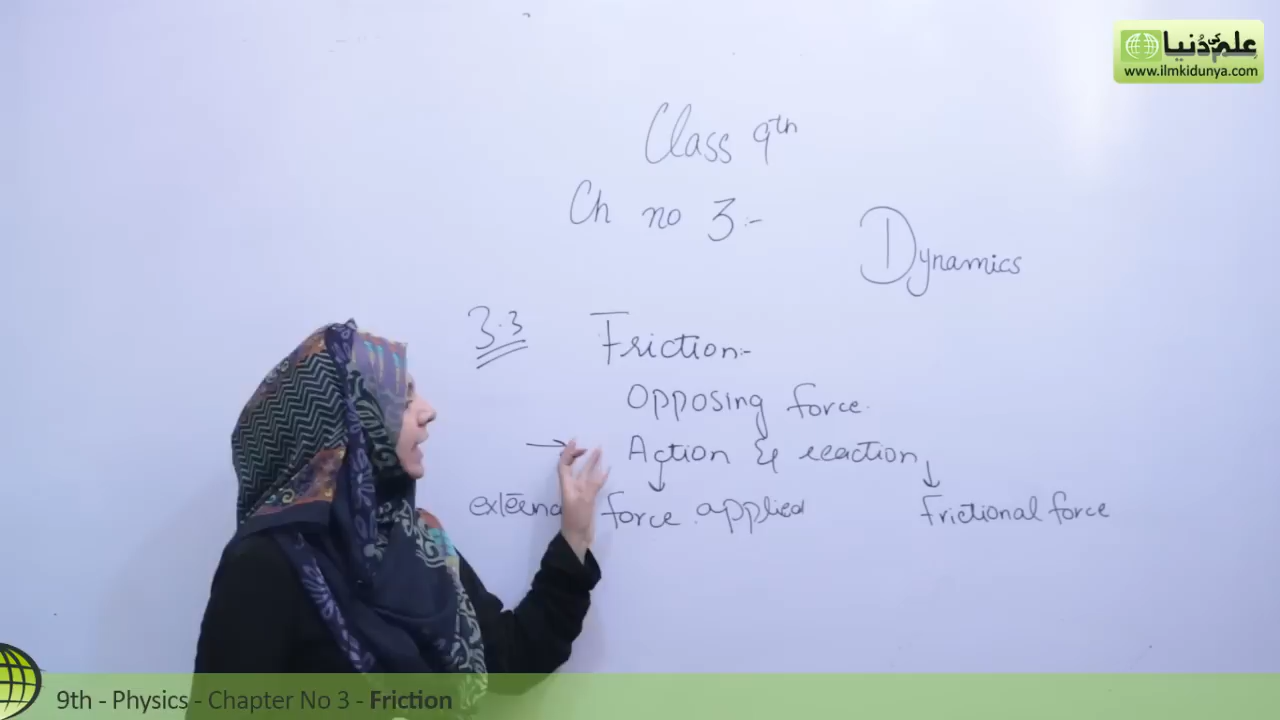 علم کی دُنیا
www.ilmkidunya.com
Class 9th
Ch no 3:-
Dynamics
3.3 Friction:-
Opposing force.
→ Action & reaction
force applied
Frictional force
9th - Physics - Chapter No 3 - Friction